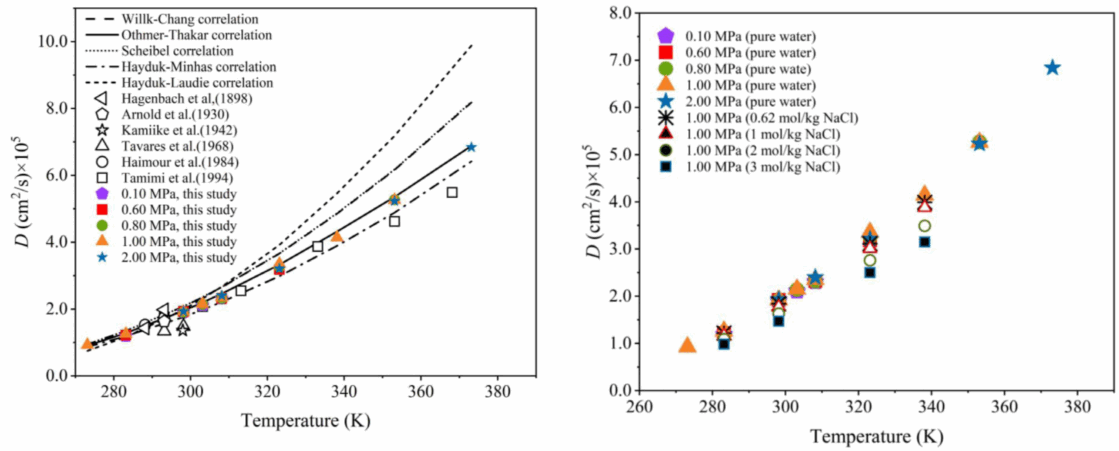 10.0
8.0
6.0
4.0
2.0
0.0
D (cm²/s)×10⁵
Willk-Chang correlation
Othmer-Thakar correlation
Scheibel correlation
Hayduk-Minhas correlation
Hayduk-Laudie correlation
Hagenbach et al,(1898)
Arnold et al.(1930)
Kamiike et al.(1942)
Tavares et al.(1968)
Haimour et al.(1984)
Tamimi et al.(1994)
0.10 MPa, this study
0.60 MPa, this study
0.80 MPa, this study
1.00 MPa, this study
2.00 MPa, this study
280 300 320 340 360 380
Temperature (K)
8.0
7.0
6.0
5.0
4.0
3.0
2.0
1.0
0.0
D (cm²/s)×10⁵
0.10 MPa (pure water)
0.60 MPa (pure water)
0.80 MPa (pure wate)
1.00 MPa (pure water)
2.00 MPa (pure water)
1.00 MPa (0.62 mol/kg NaCl)
1.00 MPa (1 mol/kg NaCl)
1.00 MPa (2 mol/kg NaCl)
1.00 MPa (3 mol/kg NaCl)
260 280 300 320 340 360 380
Temperature (K)